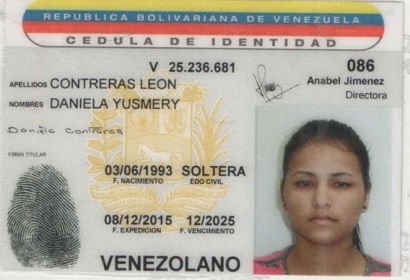 REPUBLICA BOLIVARIANA DE VENEZUELA
CEDULA DE IDENTIDAD
V 25.236.681
086
APELLIDOS CONTRERAS LEON
Anabel Jimenez
Directora
NOMBRES DANIELA YUSMERY
Daniela Contreras
FIRMA TITULAR
03/06/1993 SOLTERA
F. NACIMIENTO EDO CIVIL
08/12/2015 12/2025
F. EXPEDICION F. VENCIMIENTO
VENEZOLANO